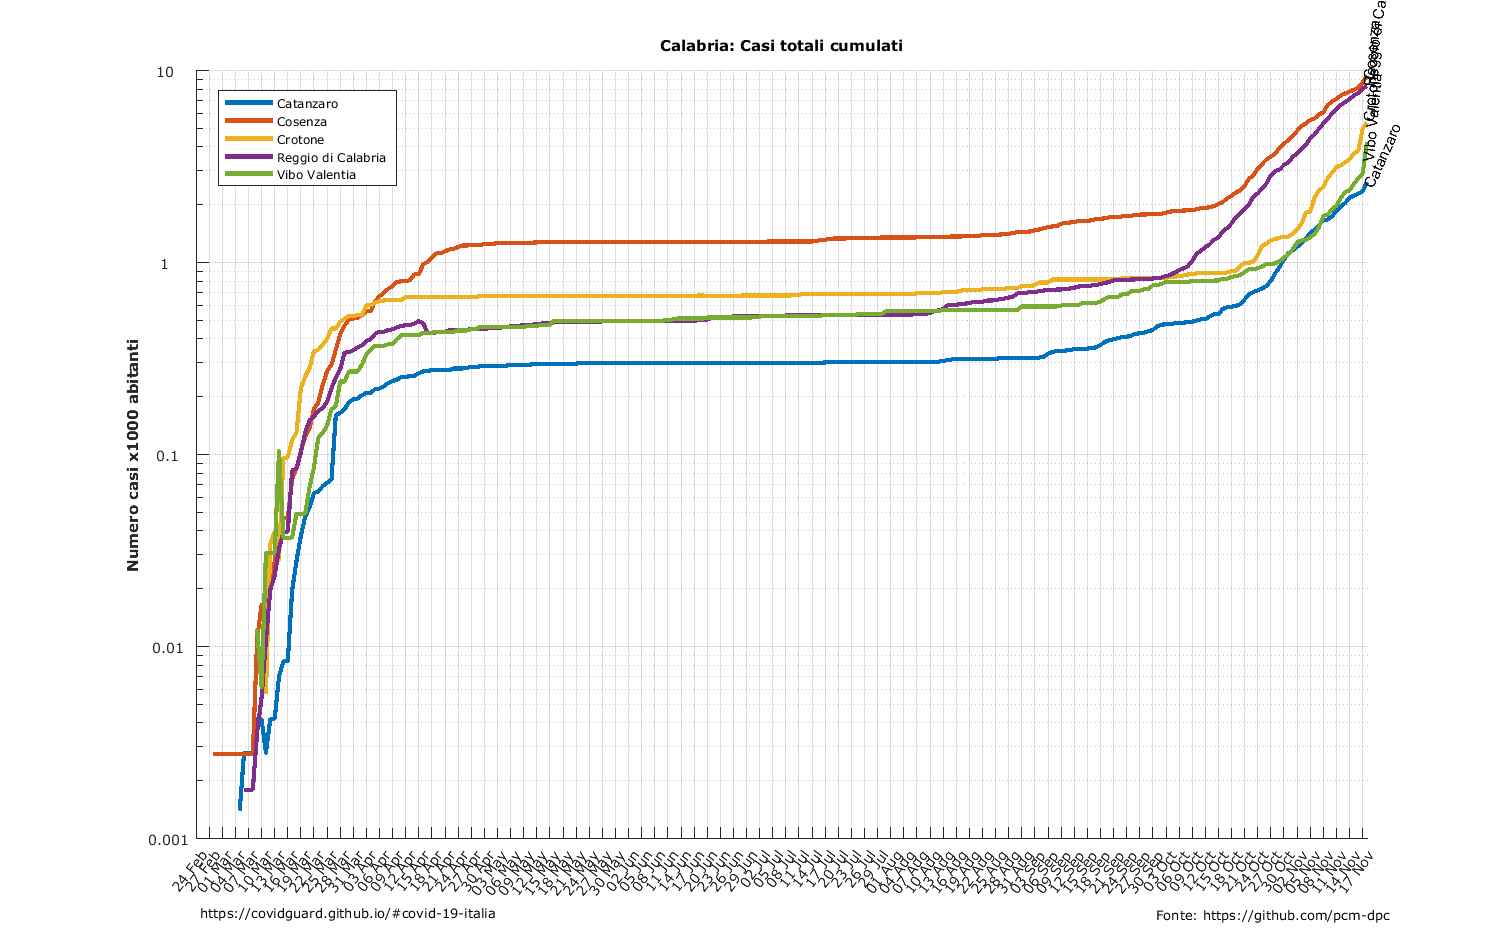 Calabria: Casi totali cumulati
Catanzaro
Cosenza
Crotone
Reggio di Calabria
Vibo Valentia
Numero casi x1000 abitanti
10
1
0.1
0.01
0.001
Cosenza
Reggio di Ca
Crotone
Vibo Valentia
Catanzaro
24 Feb
27 Feb
01 Mar
04 Mar
07 Mar
10 Mar
13 Mar
16 Mar
19 Mar
22 Mar
25 Mar
28 Mar
31 Mar
03 Apr
06 Apr
09 Apr
12 Apr
15 Apr
18 Apr
21 Apr
24 Apr
27 Apr
30 Apr
03 May
06 May
09 May
12 May
15 May
18 May
21 May
24 May
27 May
30 May
02 Jun
05 Jun
08 Jun
11 Jun
14 Jun
17 Jun
20 Jun
23 Jun
26 Jun
29 Jun
02 Jul
05 Jul
08 Jul
11 Jul
14 Jul
17 Jul
20 Jul
23 Jul
26 Jul
29 Jul
01 Aug
04 Aug
07 Aug
10 Aug
13 Aug
16 Aug
19 Aug
22 Aug
25 Aug
28 Aug
31 Aug
03 Sep
06 Sep
09 Sep
12 Sep
15 Sep
18 Sep
21 Sep
24 Sep
27 Sep
30 Sep
03 Oct
06 Oct
09 Oct
12 Oct
15 Oct
18 Oct
21 Oct
24 Oct
27 Oct
30 Oct
02 Nov
05 Nov
08 Nov
11 Nov
14 Nov
17 Nov
https://covidguard.github.io/#covid-19-italia
Fonte: https://github.com/pcm-dpc